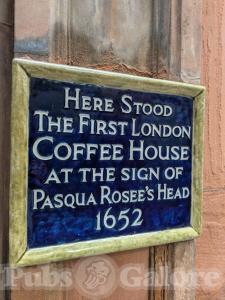 Here Stood
The First London
Coffee House
at the sign of
Pasqua Rosee's Head
1652
Pubs Galore